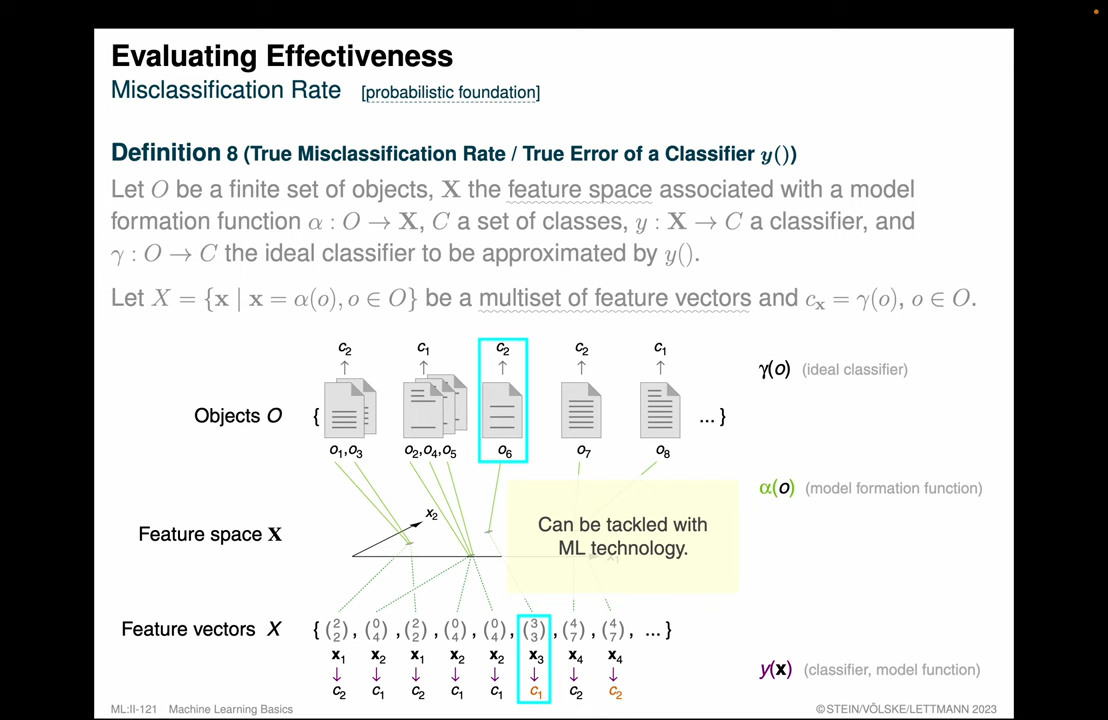 Evaluating Effectiveness
Misclassification Rate [probabilistic foundation]
Definition 8 (True Misclassification Rate / True Error of a Classifier y())
Let O be a finite set of objects, X the feature space associated with a model
formation function α : O → X, C a set of classes, y : X → C a classifier, and
γ : O → C the ideal classifier to be approximated by y().
Let X = {x | x = α(o), o ∈ O} be a multiset of feature vectors and cₓ = γ(o), o ∈ O.
c₂ c₁ c₂ c₂ c₁
↑ ↑ ↑ ↑ ↑ γ(o) (ideal classifier)
Objects O { ... }
o₁,o₃ o₂,o₄,o₅ o₆ o₇ o₈
α(o) (model formation function)
x₂
Can be tackled with
Feature space X
ML technology.
x₁
Feature vectors X { (2 2), (0 4), (2 2), (0 4), (0 4), (3 3), (4 7), (4 7), ... }
x₁ x₂ x₁ x₂ x₂ x₃ x₄ x₄
↓ ↓ ↓ ↓ ↓ ↓ ↓ ↓ y(x) (classifier, model function)
c₂ c₁ c₂ c₁ c₁ c₁ c₂ c₂
ML:II-121 Machine Learning Basics ©STEIN/VÖLSKE/LETTMANN 2023